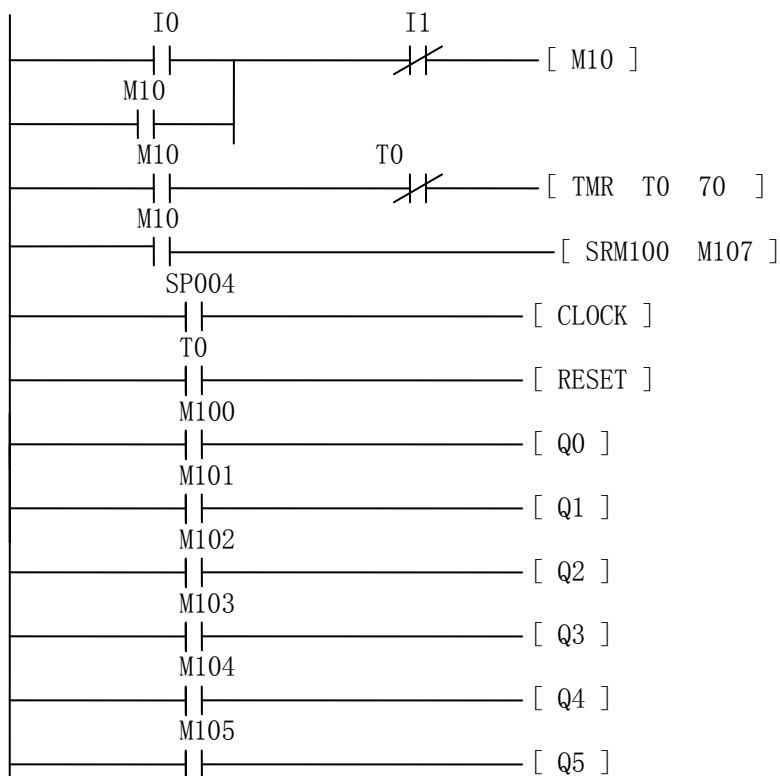 I0 I1
[ M10 ]
M10
M10 T0
[ TMR T0 70 ]
M10
[ SRM100 M107 ]
SP004
[ CLOCK ]
T0
[ RESET ]
M100
[ Q0 ]
M101
[ Q1 ]
M102
[ Q2 ]
M103
[ Q3 ]
M104
[ Q4 ]
M105
[ Q5 ]